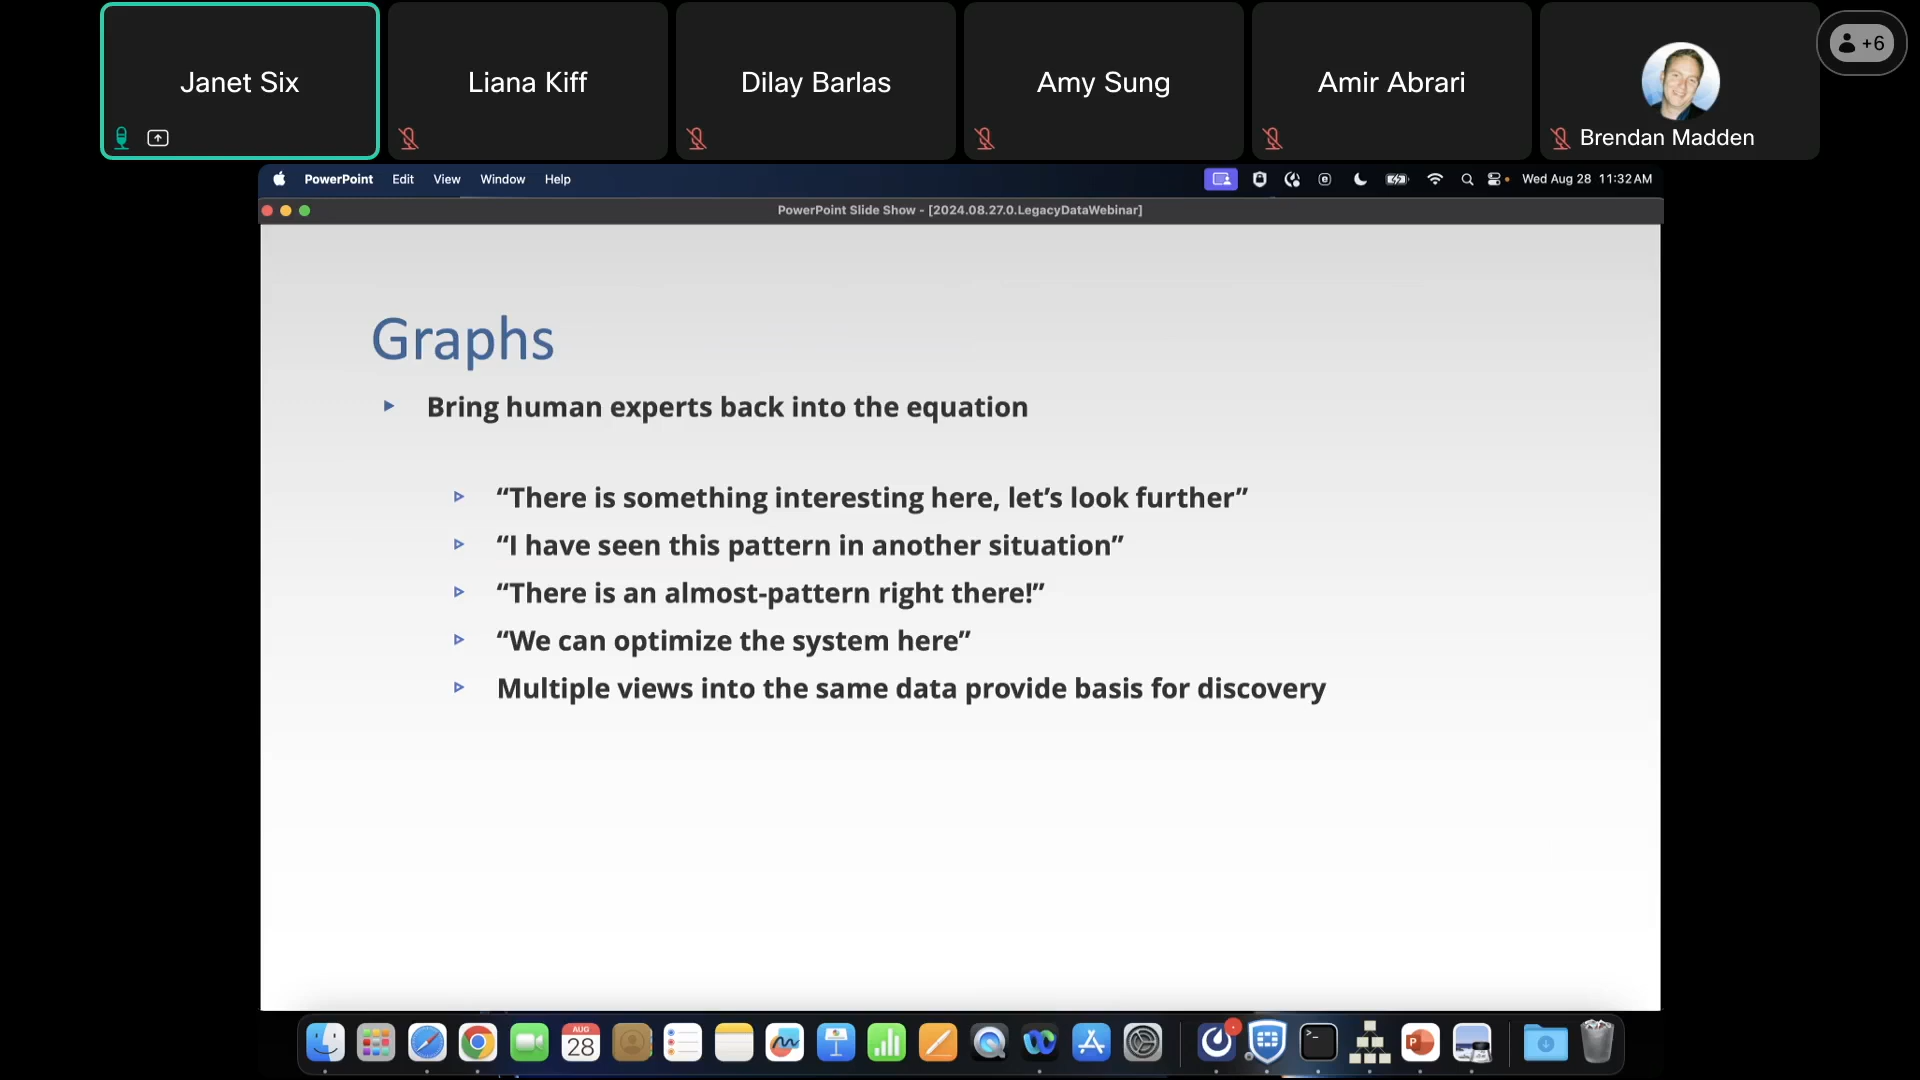 Janet Six
Liana Kiff
Dilay Barlas
Amy Sung
Amir Abrari
Brendan Madden
+6
PowerPoint Edit View Window Help
Wed Aug 28 11:32 AM
PowerPoint Slide Show - [2024.08.27.0.LegacyDataWebinar]
Graphs
Bring human experts back into the equation
“There is something interesting here, let’s look further”
“I have seen this pattern in another situation”
“There is an almost-pattern right there!”
“We can optimize the system here”
Multiple views into the same data provide basis for discovery
AUG
28
P